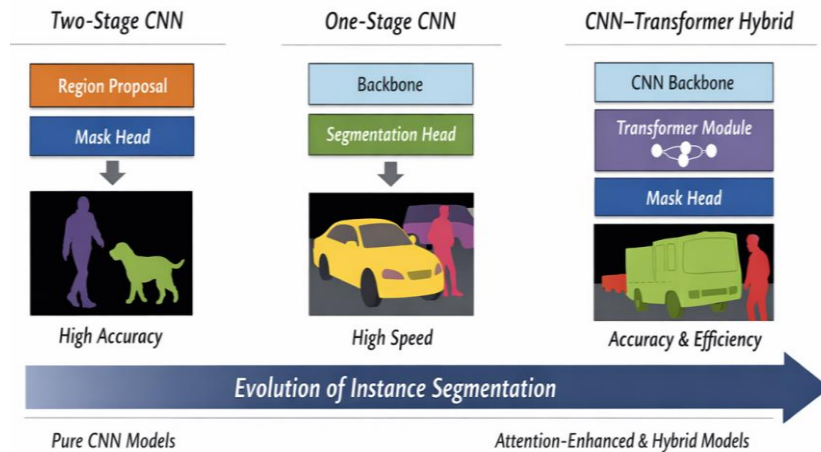 Two-Stage CNN
One-Stage CNN
CNN–Transformer Hybrid
Region Proposal
Mask Head
Backbone
Segmentation Head
CNN Backbone
Transformer Module
Mask Head
High Accuracy
High Speed
Accuracy & Efficiency
Evolution of Instance Segmentation
Pure CNN Models
Attention-Enhanced & Hybrid Models